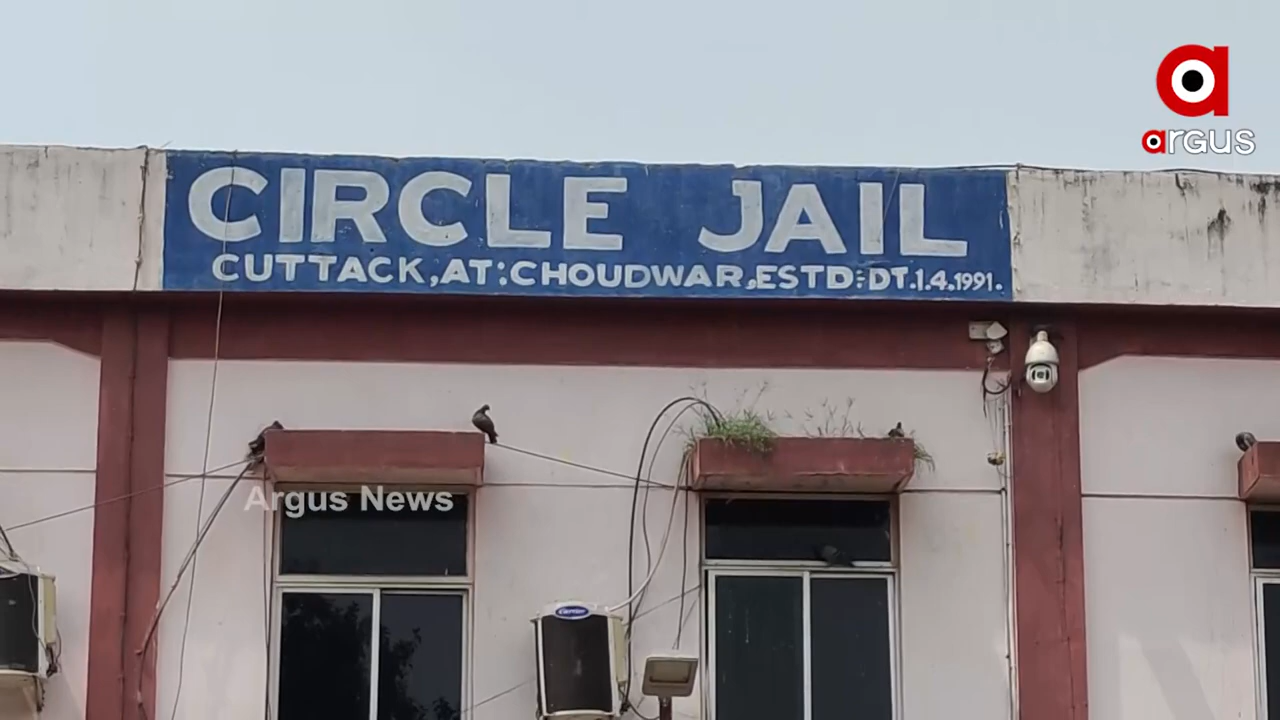 argus
CIRCLE JAIL
CUTTACK, AT:CHOUDWAR, ESTD:DT.1.4.1991.
Argus News
Carrier